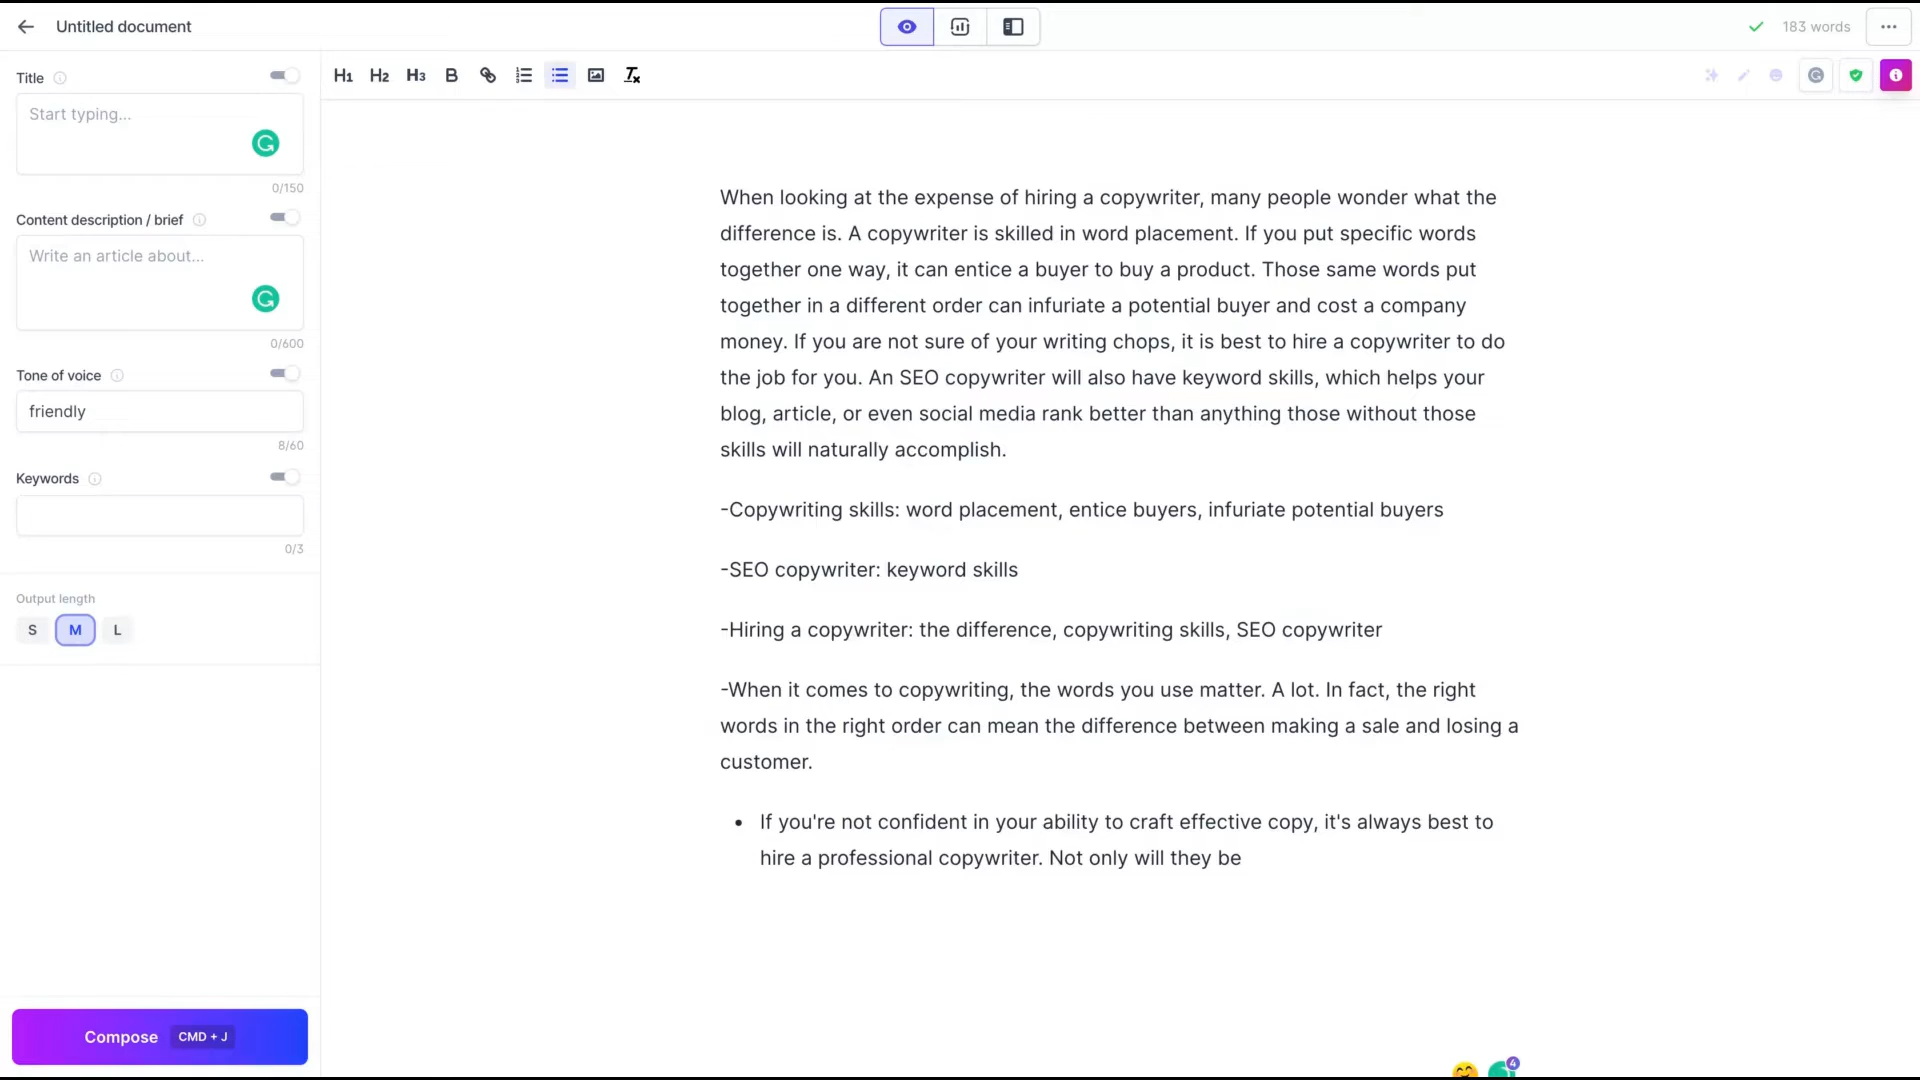 Untitled document
183 words
Title
Start typing...
0/150
Content description / brief
Write an article about...
0/600
Tone of voice
friendly
8/60
Keywords
0/3
Output length
S M L
Compose CMD + J
H1 H2 H3 B
When looking at the expense of hiring a copywriter, many people wonder what the
difference is. A copywriter is skilled in word placement. If you put specific words
together one way, it can entice a buyer to buy a product. Those same words put
together in a different order can infuriate a potential buyer and cost a company
money. If you are not sure of your writing chops, it is best to hire a copywriter to do
the job for you. An SEO copywriter will also have keyword skills, which helps your
blog, article, or even social media rank better than anything those without those
skills will naturally accomplish.
-Copywriting skills: word placement, entice buyers, infuriate potential buyers
-SEO copywriter: keyword skills
-Hiring a copywriter: the difference, copywriting skills, SEO copywriter
-When it comes to copywriting, the words you use matter. A lot. In fact, the right
words in the right order can mean the difference between making a sale and losing a
customer.
• If you're not confident in your ability to craft effective copy, it's always best to
hire a professional copywriter. Not only will they be
4